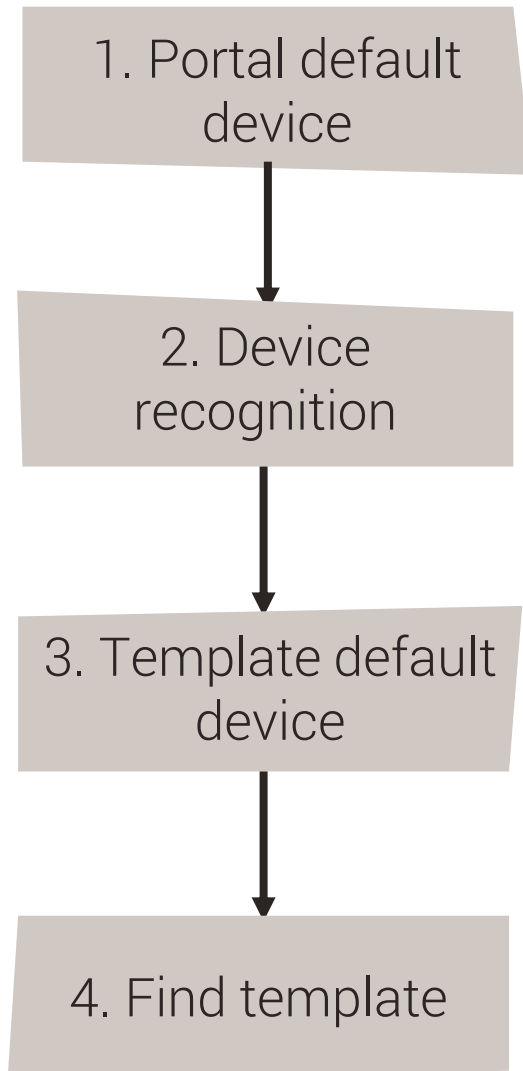 1. Portal default
device
2. Device
recognition
3. Template default
device
4. Find template